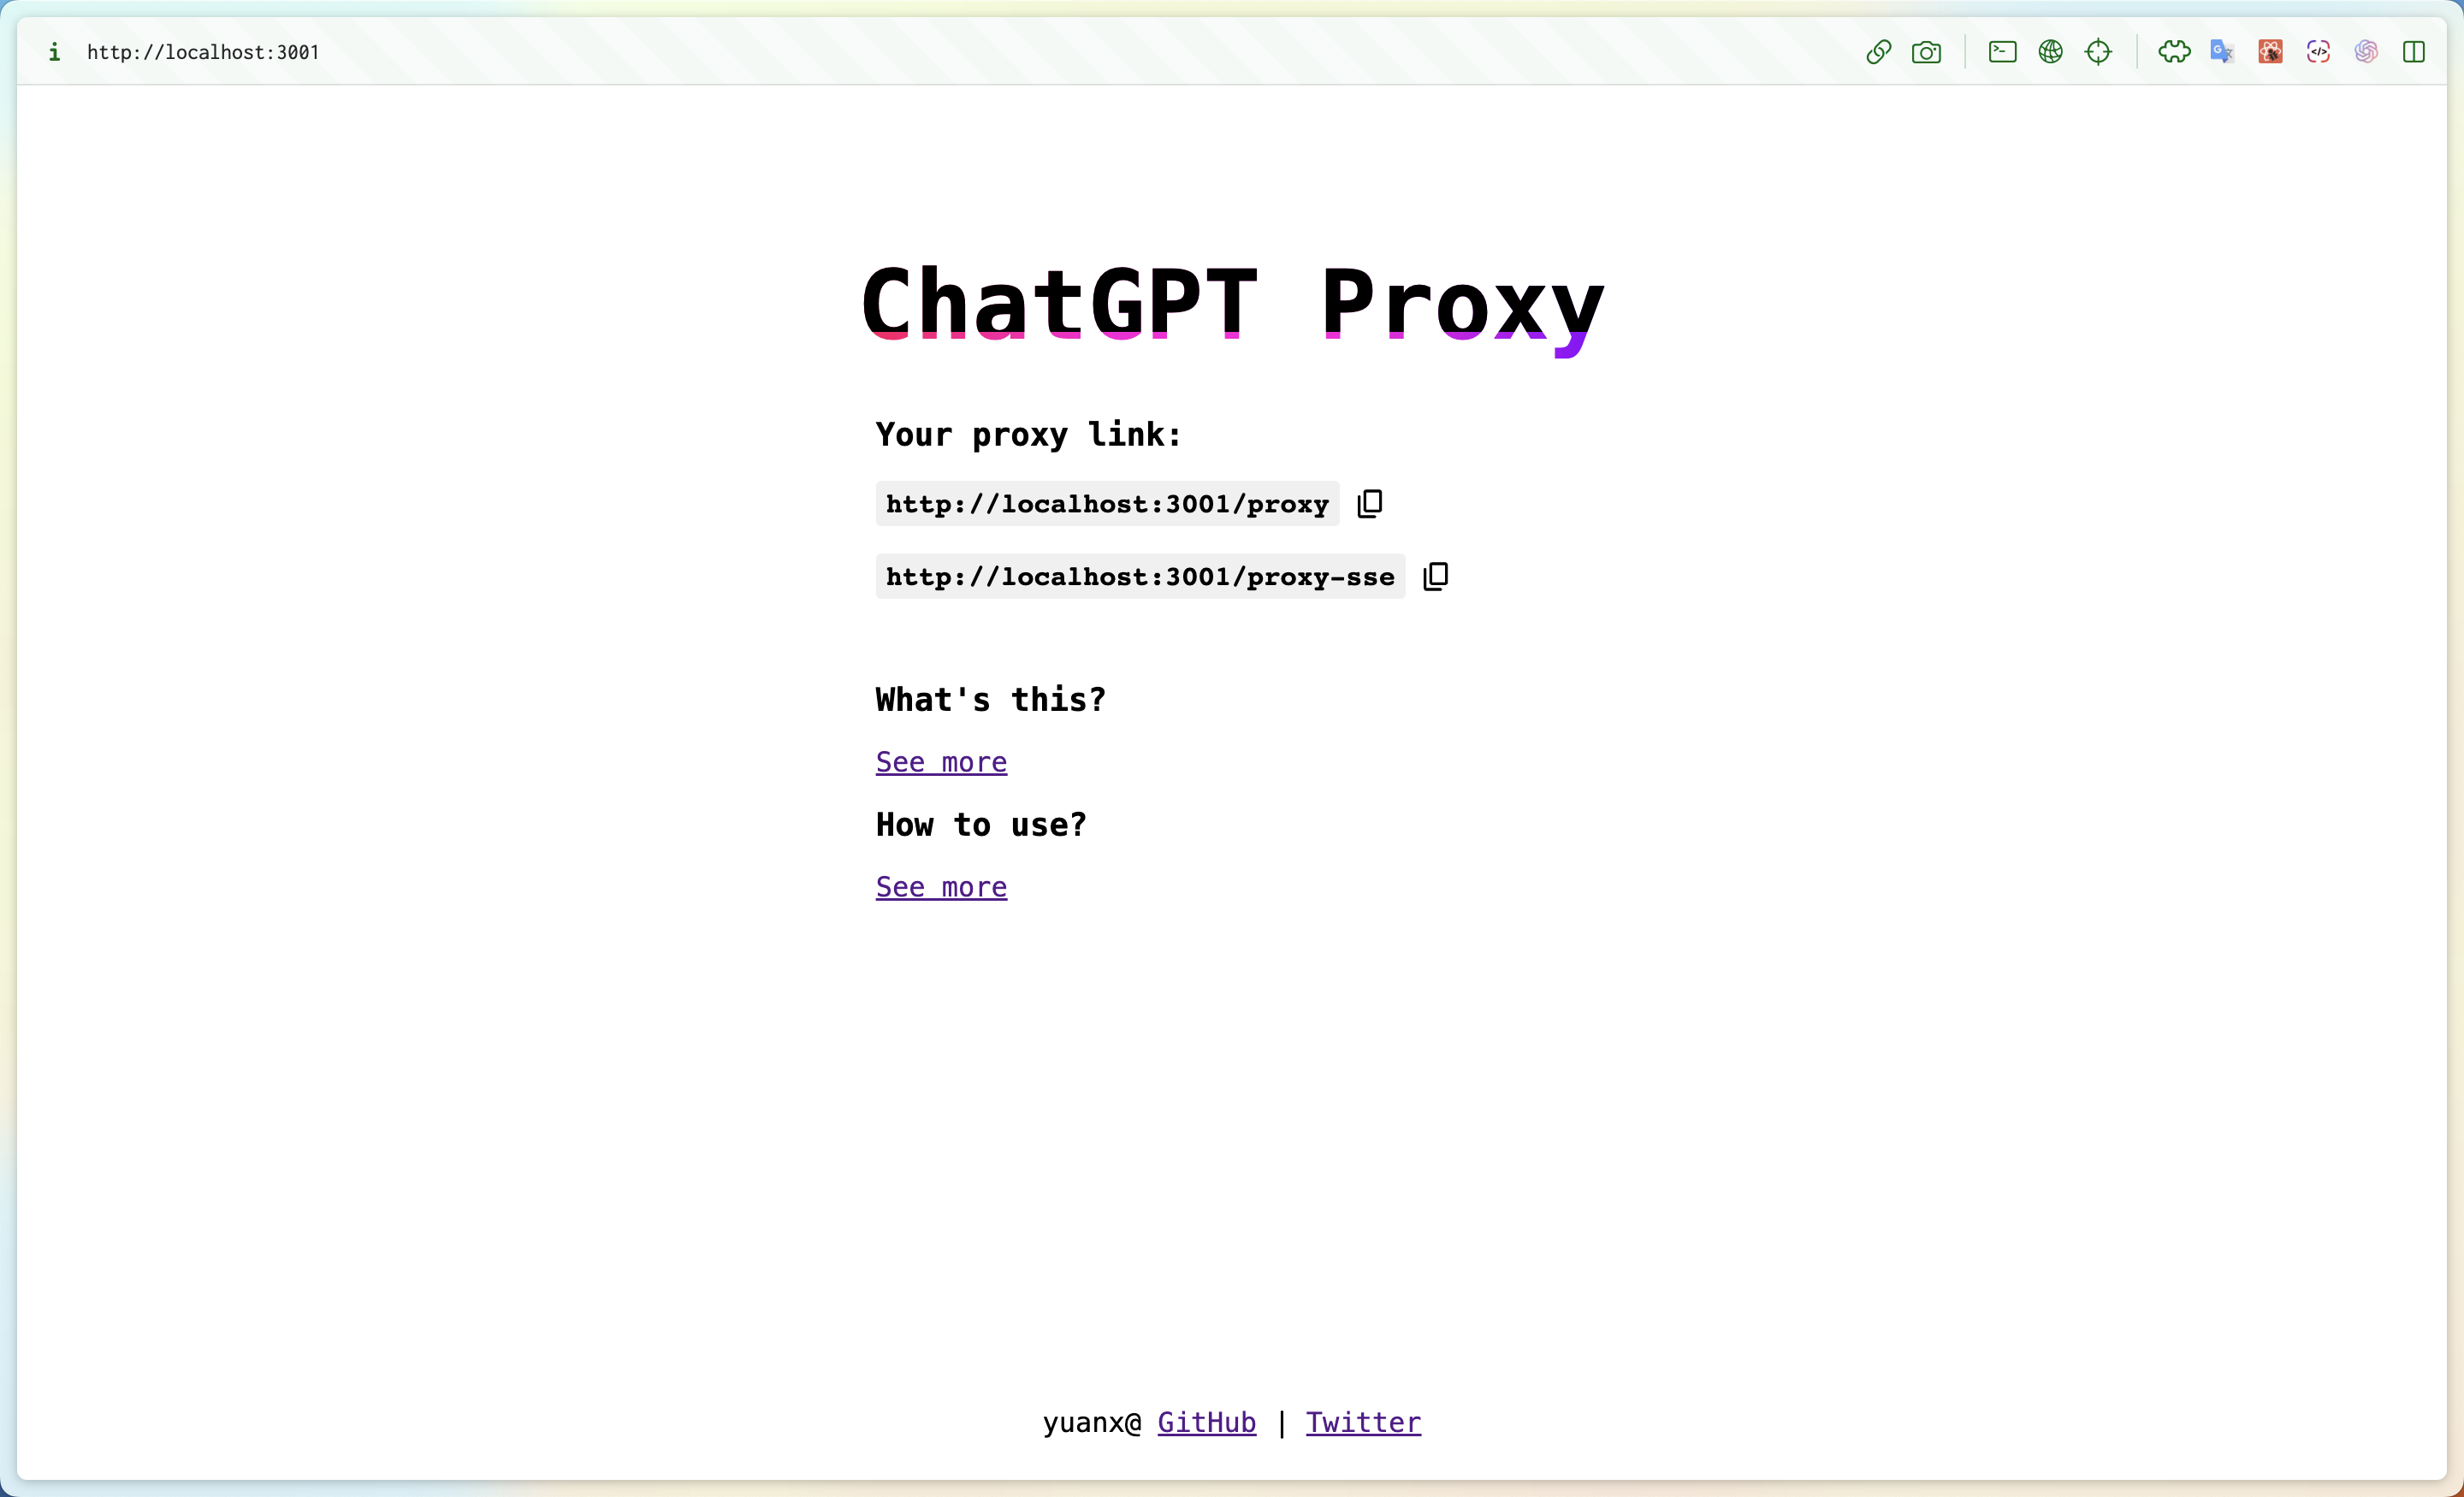 http://localhost:3001
ChatGPT Proxy
Your proxy link:
http://localhost:3001/proxy
http://localhost:3001/proxy-sse
What's this?
See more
How to use?
See more
yuanx@ GitHub | Twitter